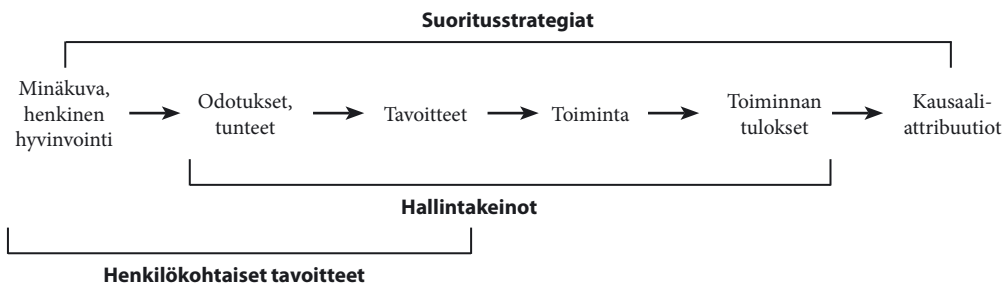 Suoritusstrategiat
Minäkuva,
henkinen
hyvinvointi
Odotukset,
tunteet
Tavoitteet
Toiminta
Toiminnan
tulokset
Kausaali-
attribuutiot
Hallintakeinot
Henkilökohtaiset tavoitteet